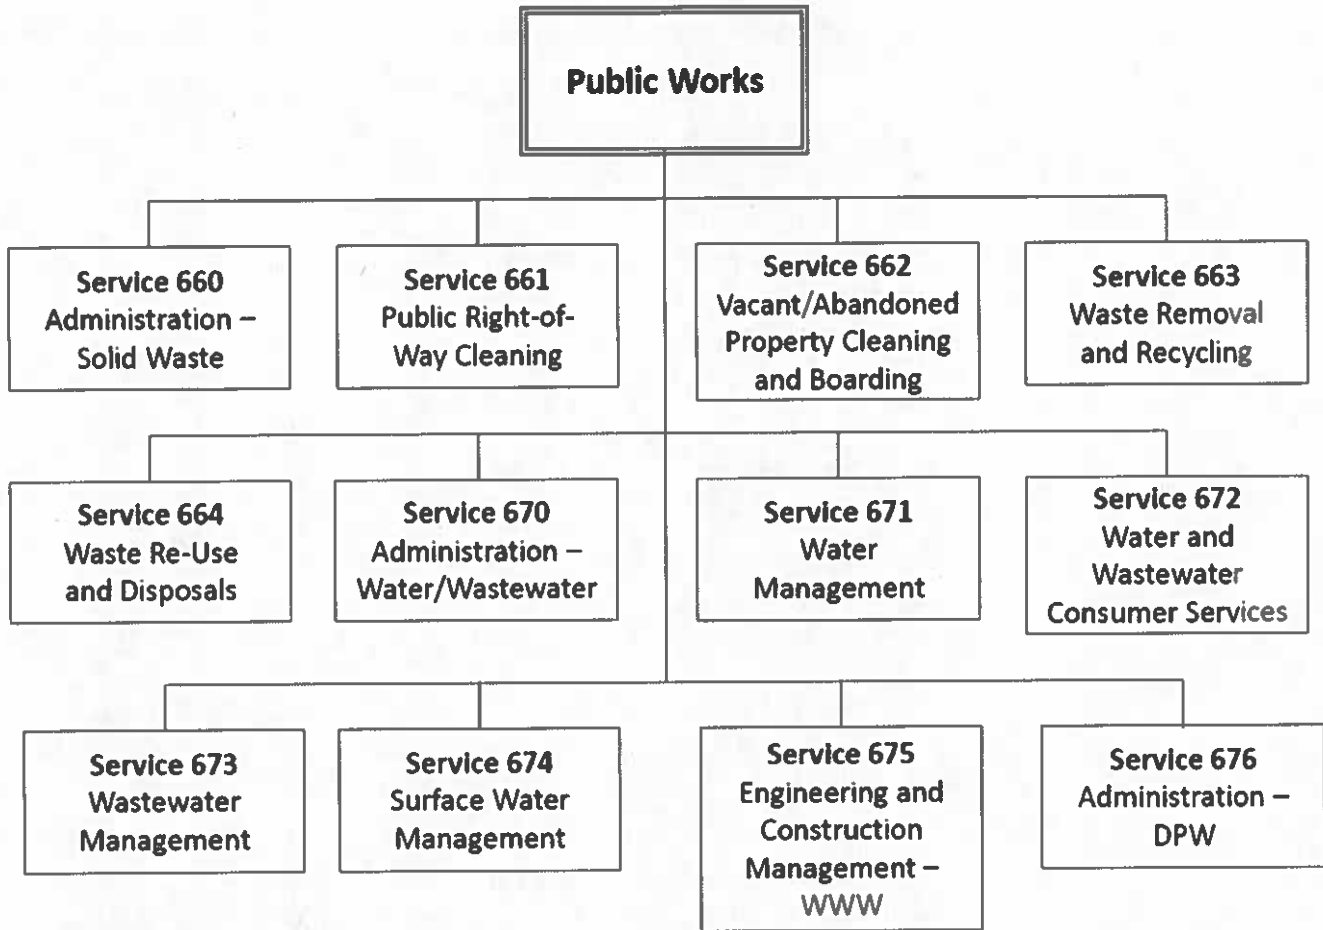 Public Works
Service 660
Administration –
Solid Waste
Service 661
Public Right-of-
Way Cleaning
Service 662
Vacant/Abandoned
Property Cleaning
and Boarding
Service 663
Waste Removal
and Recycling
Service 664
Waste Re-Use
and Disposals
Service 670
Administration –
Water/Wastewater
Service 671
Water
Management
Service 672
Water and
Wastewater
Consumer Services
Service 673
Wastewater
Management
Service 674
Surface Water
Management
Service 675
Engineering and
Construction
Management –
WWW
Service 676
Administration –
DPW